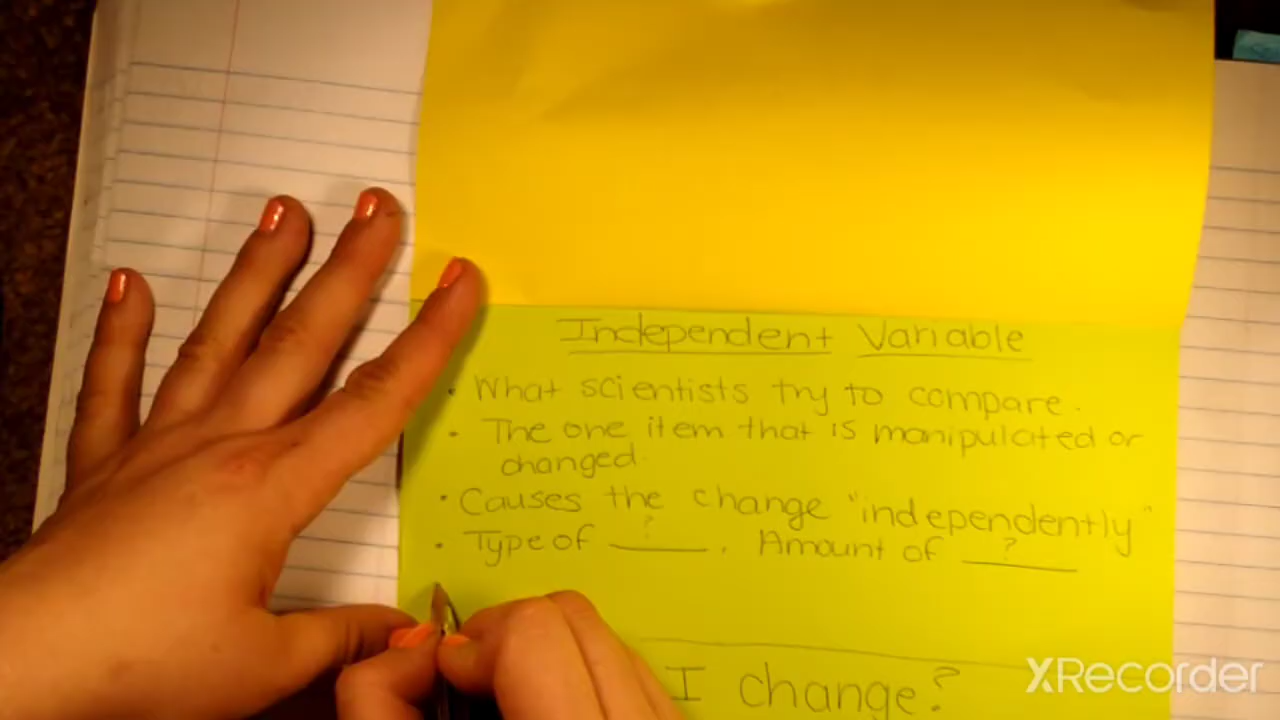 Independent Variable
• What scientists try to compare.
• The one item that is manipulated or
changed.
• Causes the change "independently"
• Type of ___?___. Amount of ___?___
I change?
XRecorder